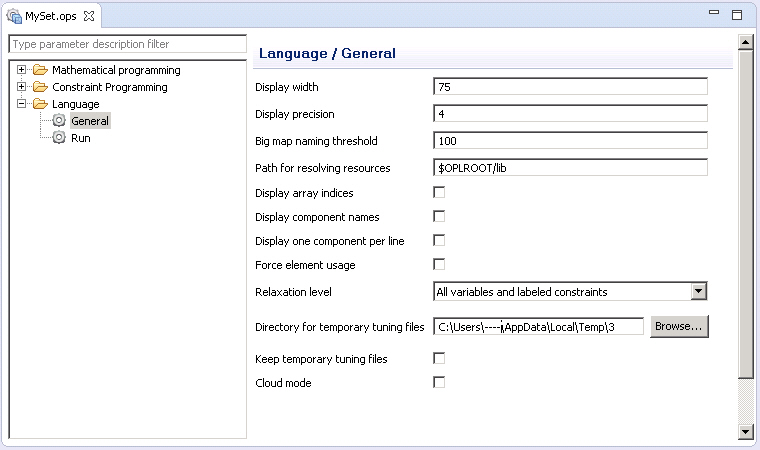 MySet.ops
Type parameter description filter
Mathematical programming
Constraint Programming
Language
General
Run
Language / General
Display width 75
Display precision 4
Big map naming threshold 100
Path for resolving resources $OPLROOT/lib
Display array indices
Display component names
Display one component per line
Force element usage
Relaxation level All variables and labeled constraints
Directory for temporary tuning files C:\Users\----\AppData\Local\Temp\3 Browse...
Keep temporary tuning files
Cloud mode